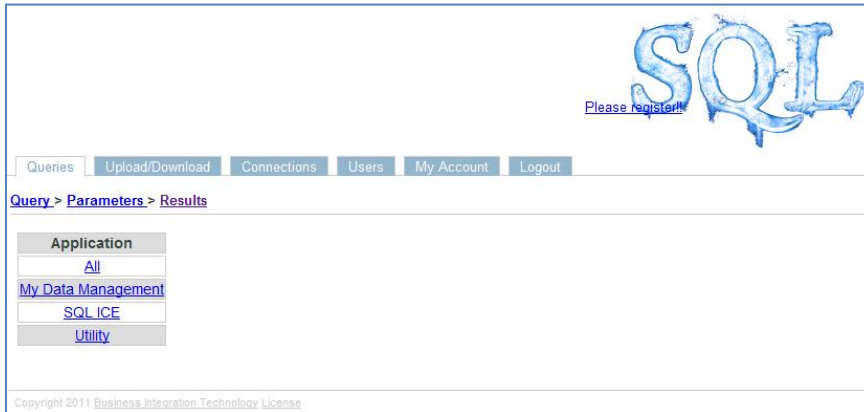 SQL
Please register!!
Queries Upload/Download Connections Users My Account Logout
Query > Parameters > Results
Application
All
My Data Management
SQL ICE
Utility
Copyright 2011 Business Integration Technology License